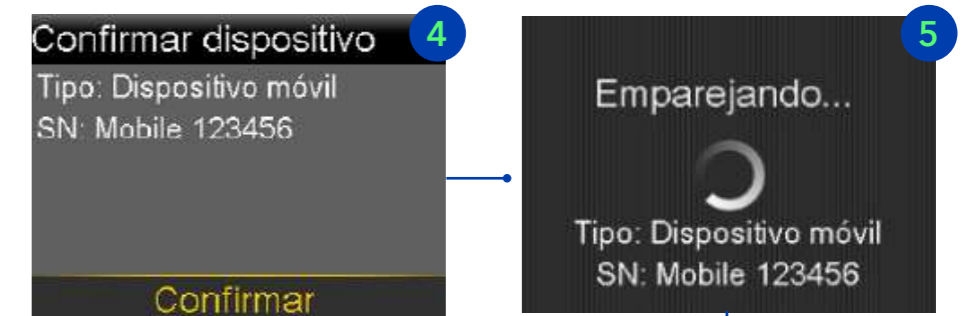 Confirmar dispositivo
4
Tipo: Dispositivo móvil
SN: Mobile 123456
Confirmar
5
Emparejando...
Tipo: Dispositivo móvil
SN: Mobile 123456